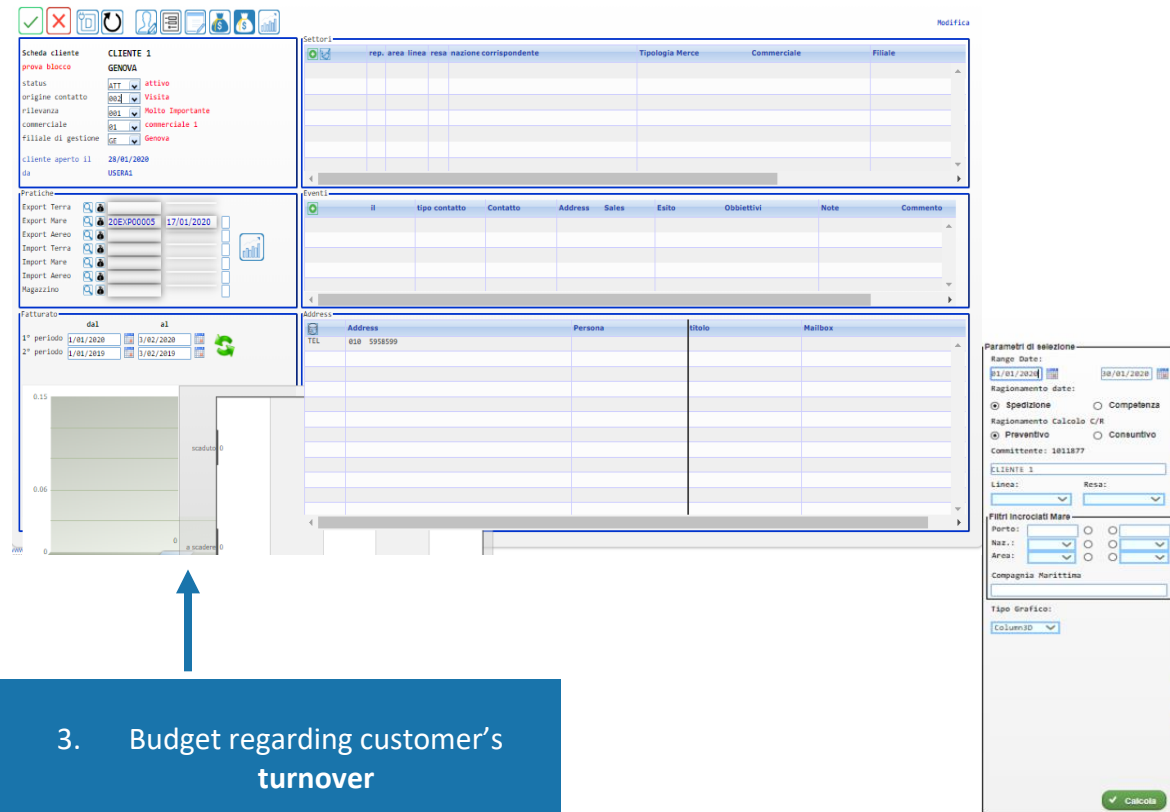 Modifica
Scheda cliente CLIENTE 1
prova blocco GENOVA
status ATT attivo
origine contatto 002 Visita
rilevanza 001 Molto Importante
commerciale 01 commerciale 1
filiale di gestione GE Genova
cliente aperto il 28/01/2020
da USERA1
Settori
rep. area linea resa nazione corrispondente Tipologia Merce Commerciale Filiale
Pratiche
Export Terra
Export Mare 20EXP00005 17/01/2020
Export Aereo
Import Terra
Import Mare
Import Aereo
Magazzino
Eventi
il tipo contatto Contatto Address Sales Esito Obbiettivi Note Commento
Fatturato
dal al
1° periodo 1/01/2020 3/02/2020
2° periodo 1/01/2019 3/02/2019
0.15
0.06
0
0
scaduto 0
a scadere 0
Address
Address Persona titolo Mailbox
TEL 010 5958599
Parametri di selezione
Range Date:
01/01/2020 30/01/2020
Ragionamento date:
Spedizione Competenza
Ragionamento Calcolo C/R
Preventivo Consuntivo
Committente: 1011877
CLIENTE 1
Linea: Resa:
Filtri Incrociati Mare
Porto:
Naz.:
Area:
Compagnia Marittima
Tipo Grafico:
Column3D
Calcola
3. Budget regarding customer's
turnover